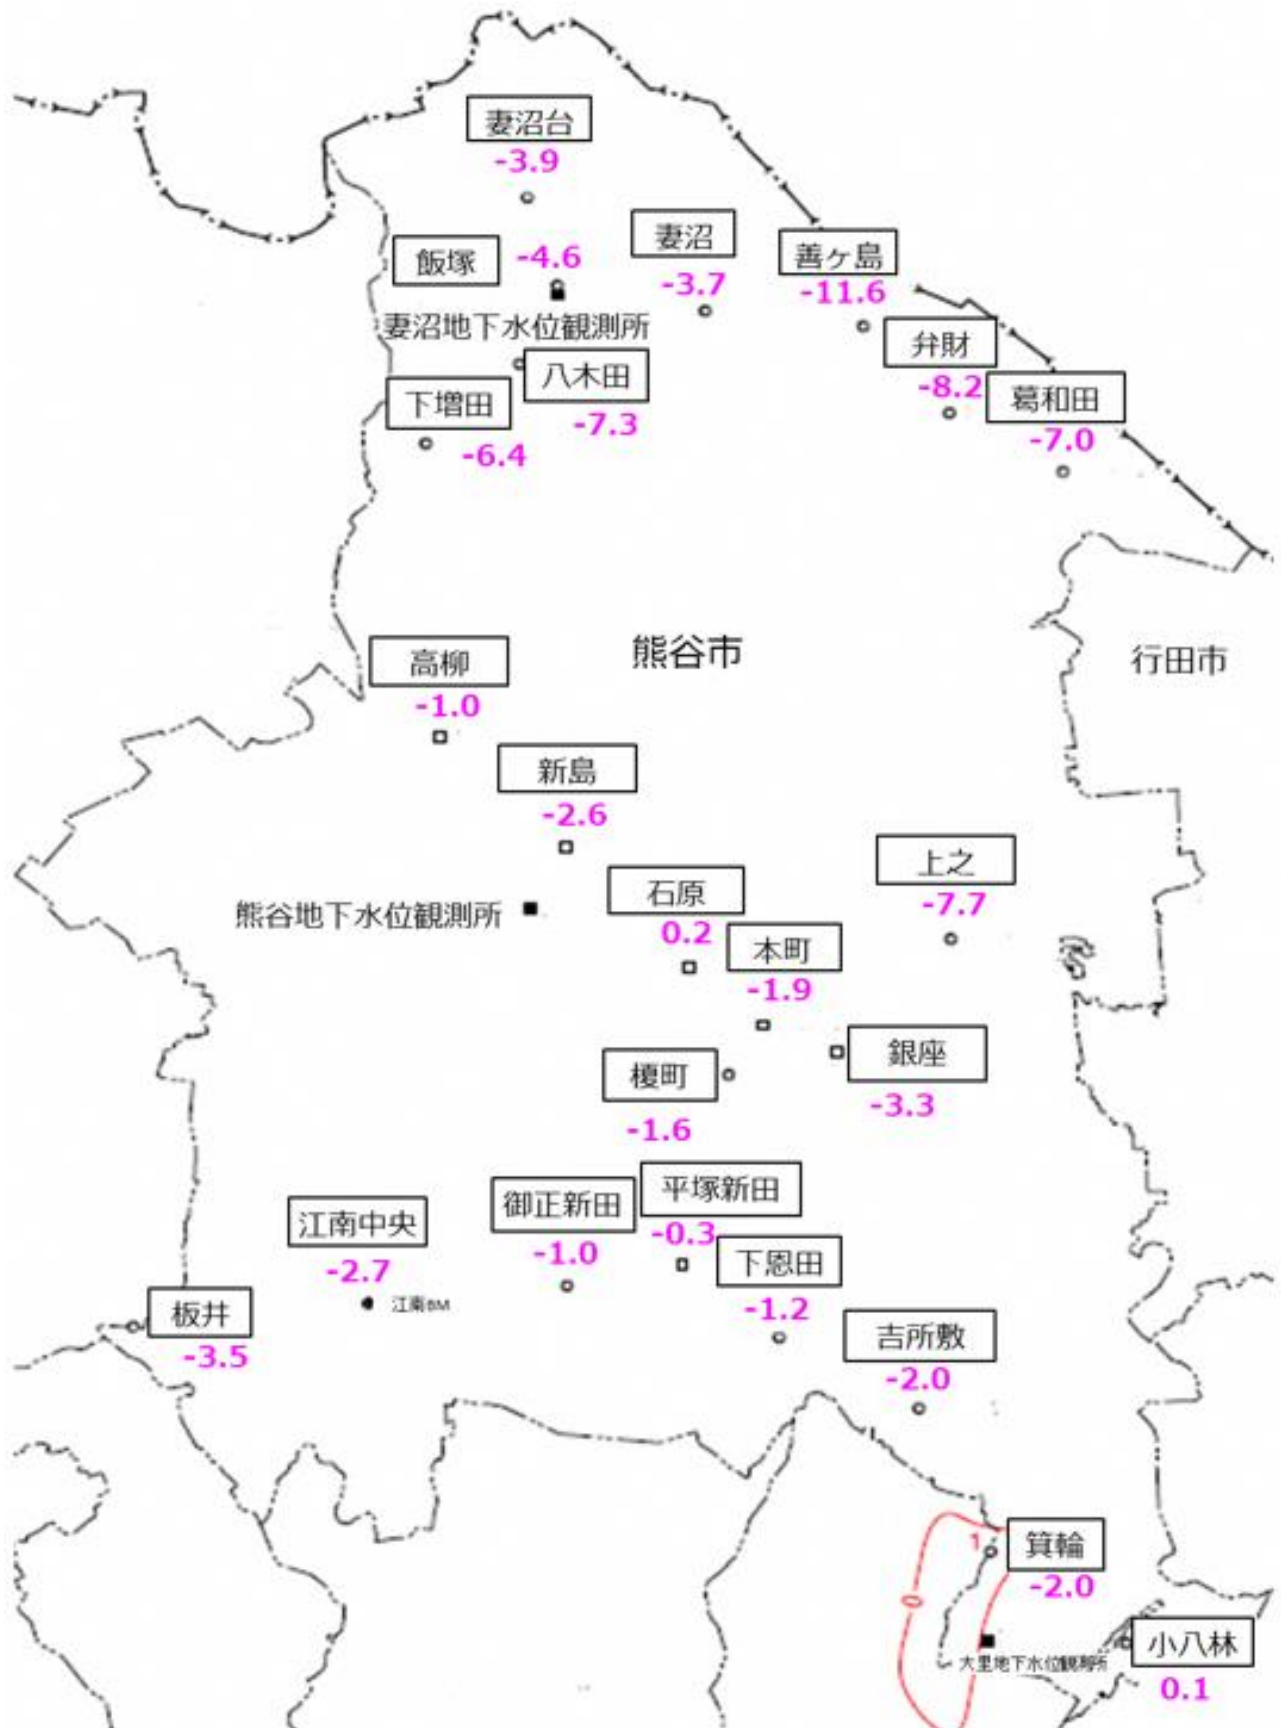 妻沼台
-3.9
妻沼
-3.7
善ヶ島
-11.6
飯塚
-4.6
妻沼地下水位観測所
弁財
-8.2
八木田
-7.3
葛和田
-7.0
下増田
-6.4
熊谷市
行田市
高柳
-1.0
新島
-2.6
上之
-7.7
石原
0.2
熊谷地下水位観測所
本町
-1.9
銀座
-3.3
榎町
-1.6
平塚新田
-0.3
御正新田
-1.0
江南中央
-2.7
江南BM
下恩田
-1.2
板井
-3.5
吉所敷
-2.0
1
箕輪
-2.0
0
大里地下水位観測所
小八林
0.1